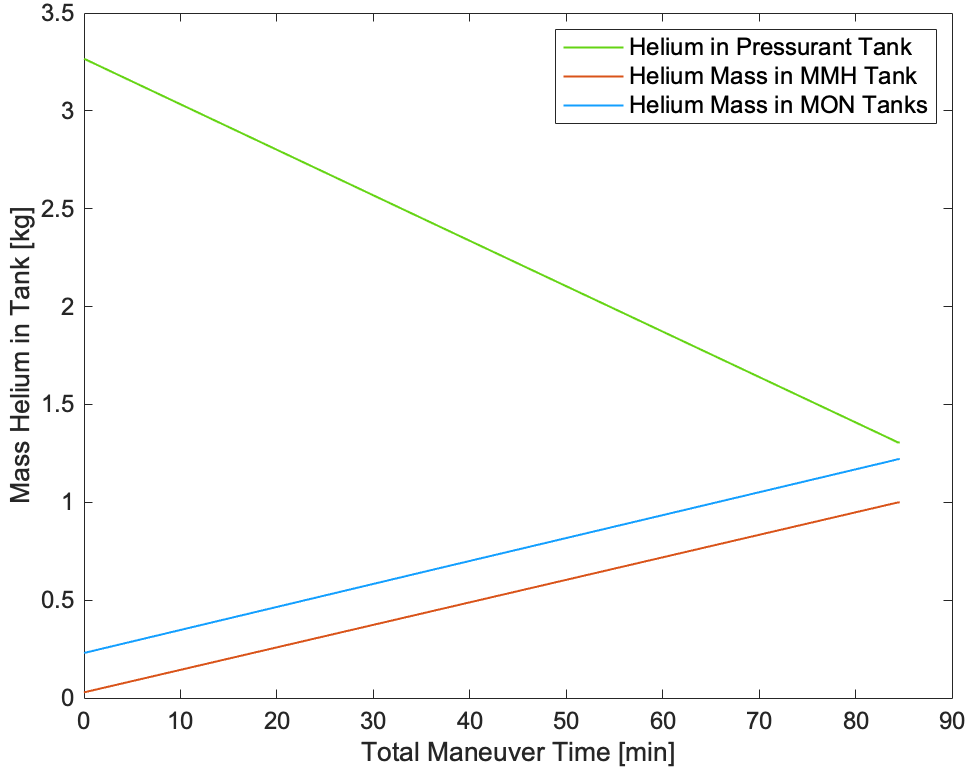 3.5
3
2.5
2
1.5
1
0.5
0
Mass Helium in Tank [kg]
Helium in Pressurant Tank
Helium Mass in MMH Tank
Helium Mass in MON Tanks
0 10 20 30 40 50 60 70 80 90
Total Maneuver Time [min]